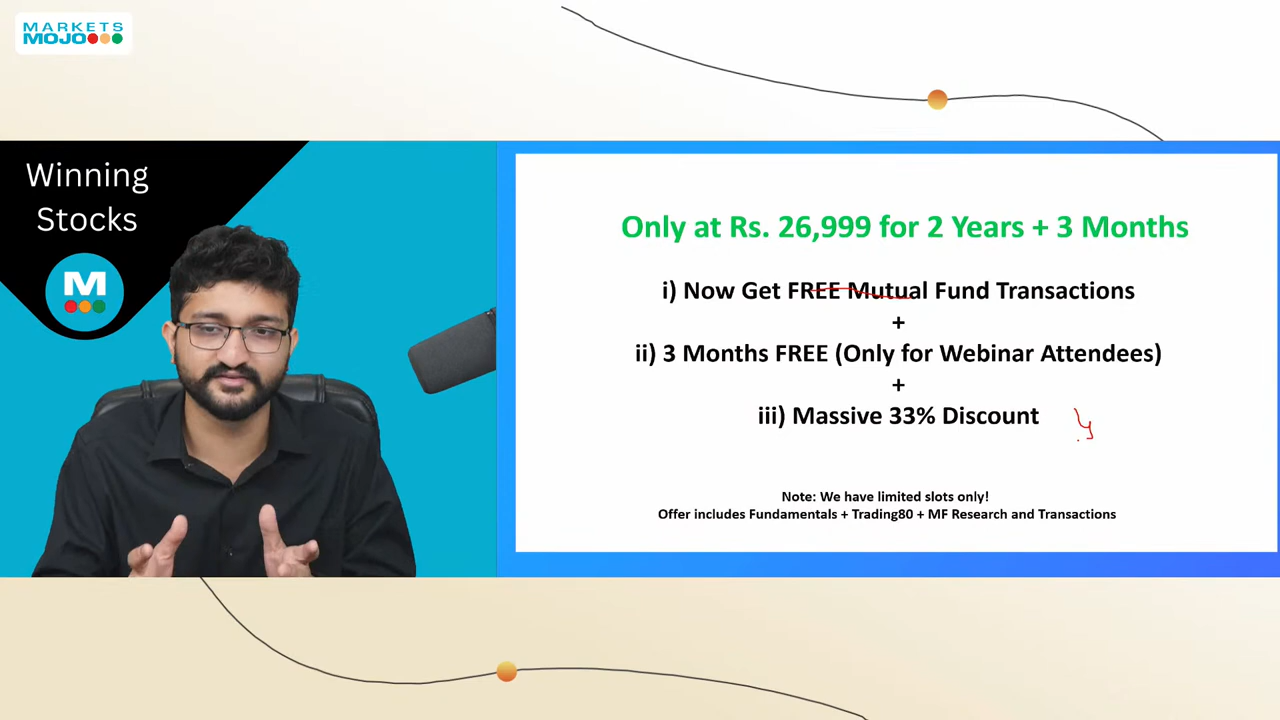 MARKETS
MOJO
Winning
Stocks
M
Only at Rs. 26,999 for 2 Years + 3 Months
i) Now Get FREE Mutual Fund Transactions
+
ii) 3 Months FREE (Only for Webinar Attendees)
+
iii) Massive 33% Discount
Note: We have limited slots only!
Offer includes Fundamentals + Trading80 + MF Research and Transactions